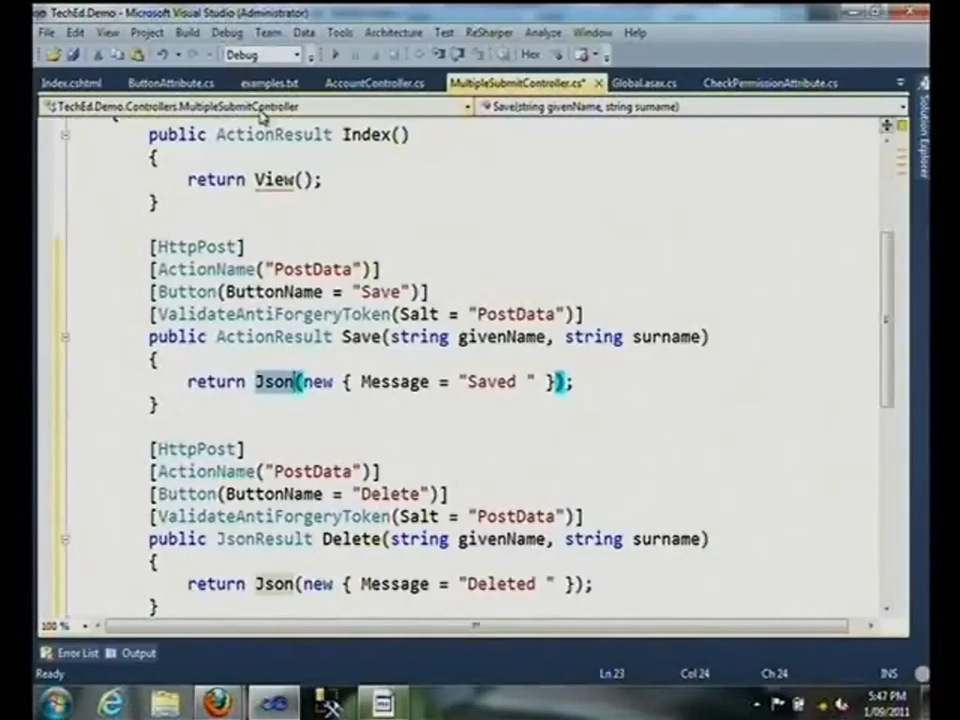 TechEd.Demo - Microsoft Visual Studio (Administrator)
File Edit View Project Build Debug Team Data Tools Architecture Test ReSharper Analyze Window Help
Debug Hex
Index.cshtml ButtonAttribute.cs examples.txt AccountController.cs MultipleSubmitController.cs* Global.asax.cs CheckPermissionAttribute.cs
TechEd.Demo.Controllers.MultipleSubmitController Save(string givenName, string surname)
Solution Explorer
public ActionResult Index()
{
return View();
}
[HttpPost]
[ActionName("PostData")]
[Button(ButtonName = "Save")]
[ValidateAntiForgeryToken(Salt = "PostData")]
public ActionResult Save(string givenName, string surname)
{
return Json(new { Message = "Saved " });
}
[HttpPost]
[ActionName("PostData")]
[Button(ButtonName = "Delete")]
[ValidateAntiForgeryToken(Salt = "PostData")]
public JsonResult Delete(string givenName, string surname)
{
return Json(new { Message = "Deleted " });
}
100 %
Error List Output
Ready Ln 23 Col 24 Ch 24 INS
5:47 PM
1/09/2011